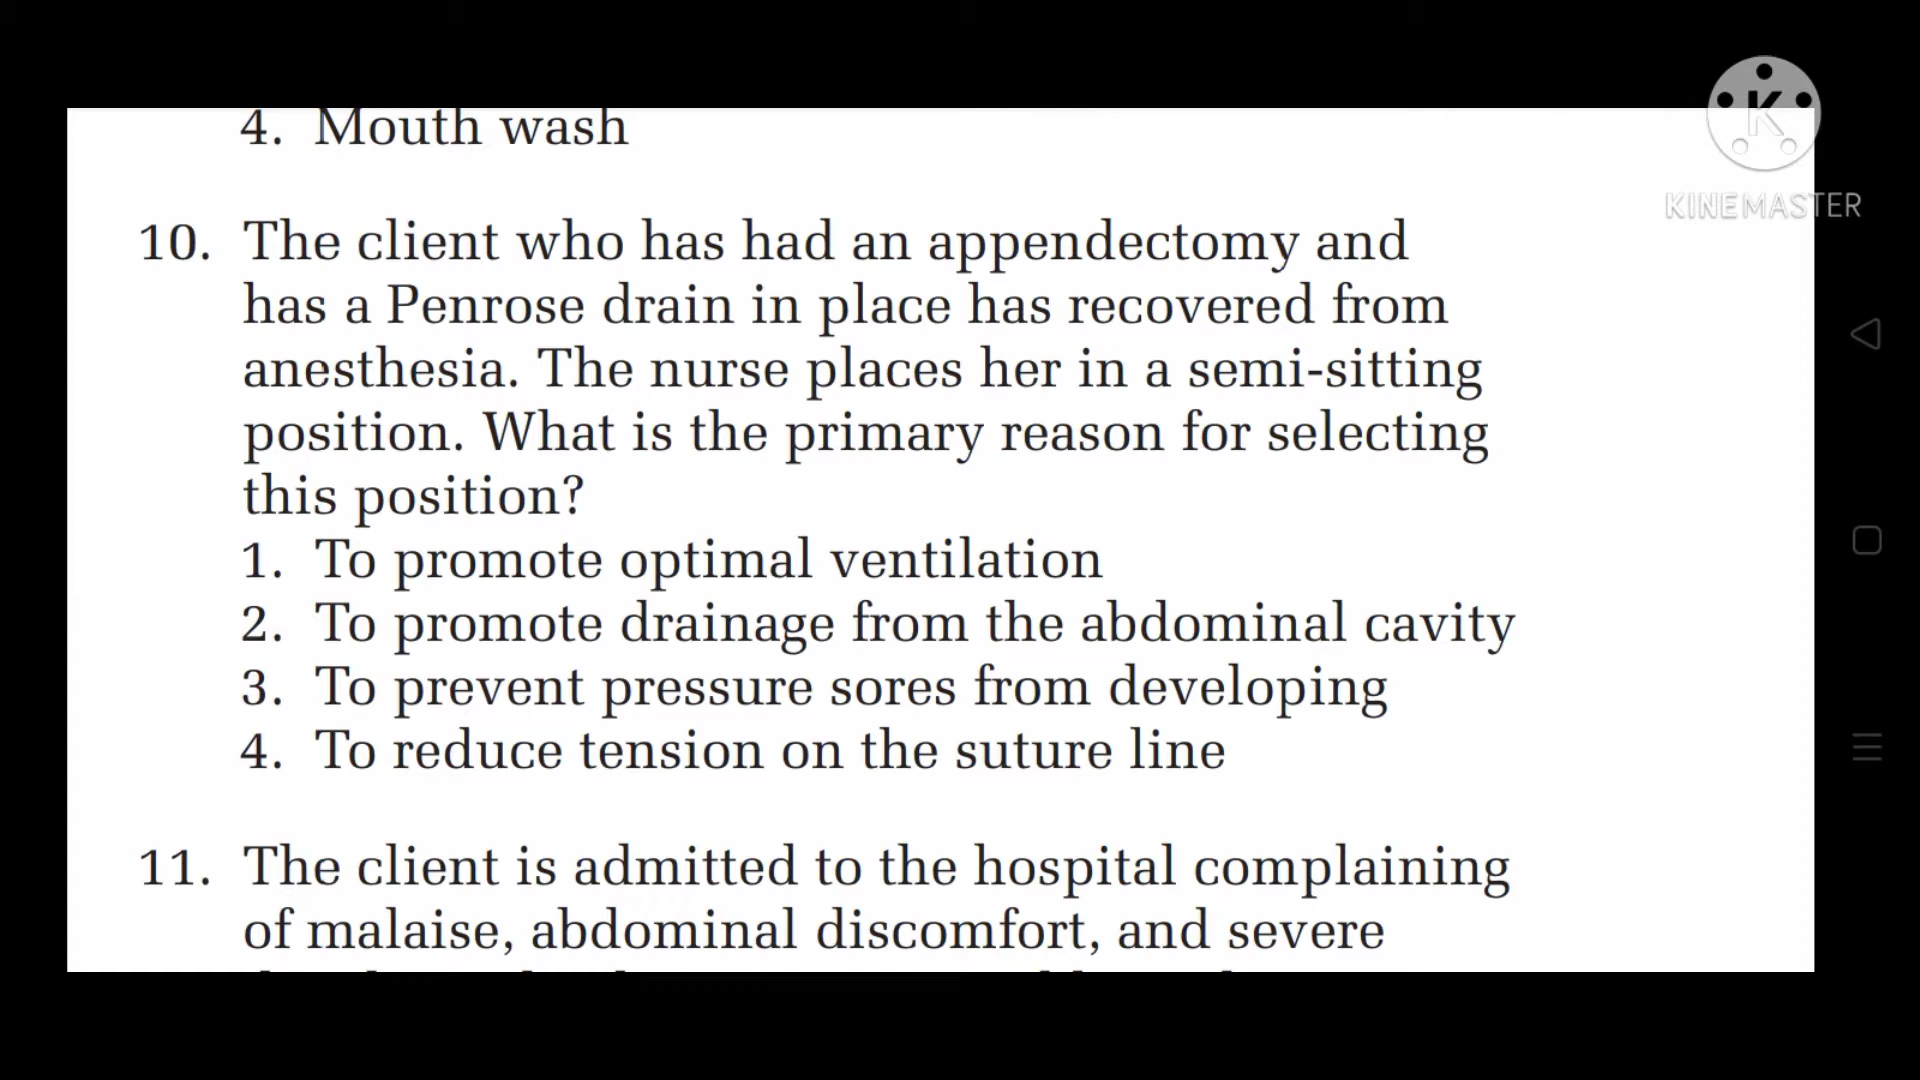 4. Mouth wash
K
KINEMASTER
10. The client who has had an appendectomy and
has a Penrose drain in place has recovered from
anesthesia. The nurse places her in a semi-sitting
position. What is the primary reason for selecting
this position?
1. To promote optimal ventilation
2. To promote drainage from the abdominal cavity
3. To prevent pressure sores from developing
4. To reduce tension on the suture line
11. The client is admitted to the hospital complaining
of malaise, abdominal discomfort, and severe